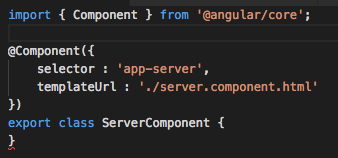 import { Component } from '@angular/core';
@Component({
selector : 'app-server',
templateUrl : './server.component.html'
})
export class ServerComponent {
}